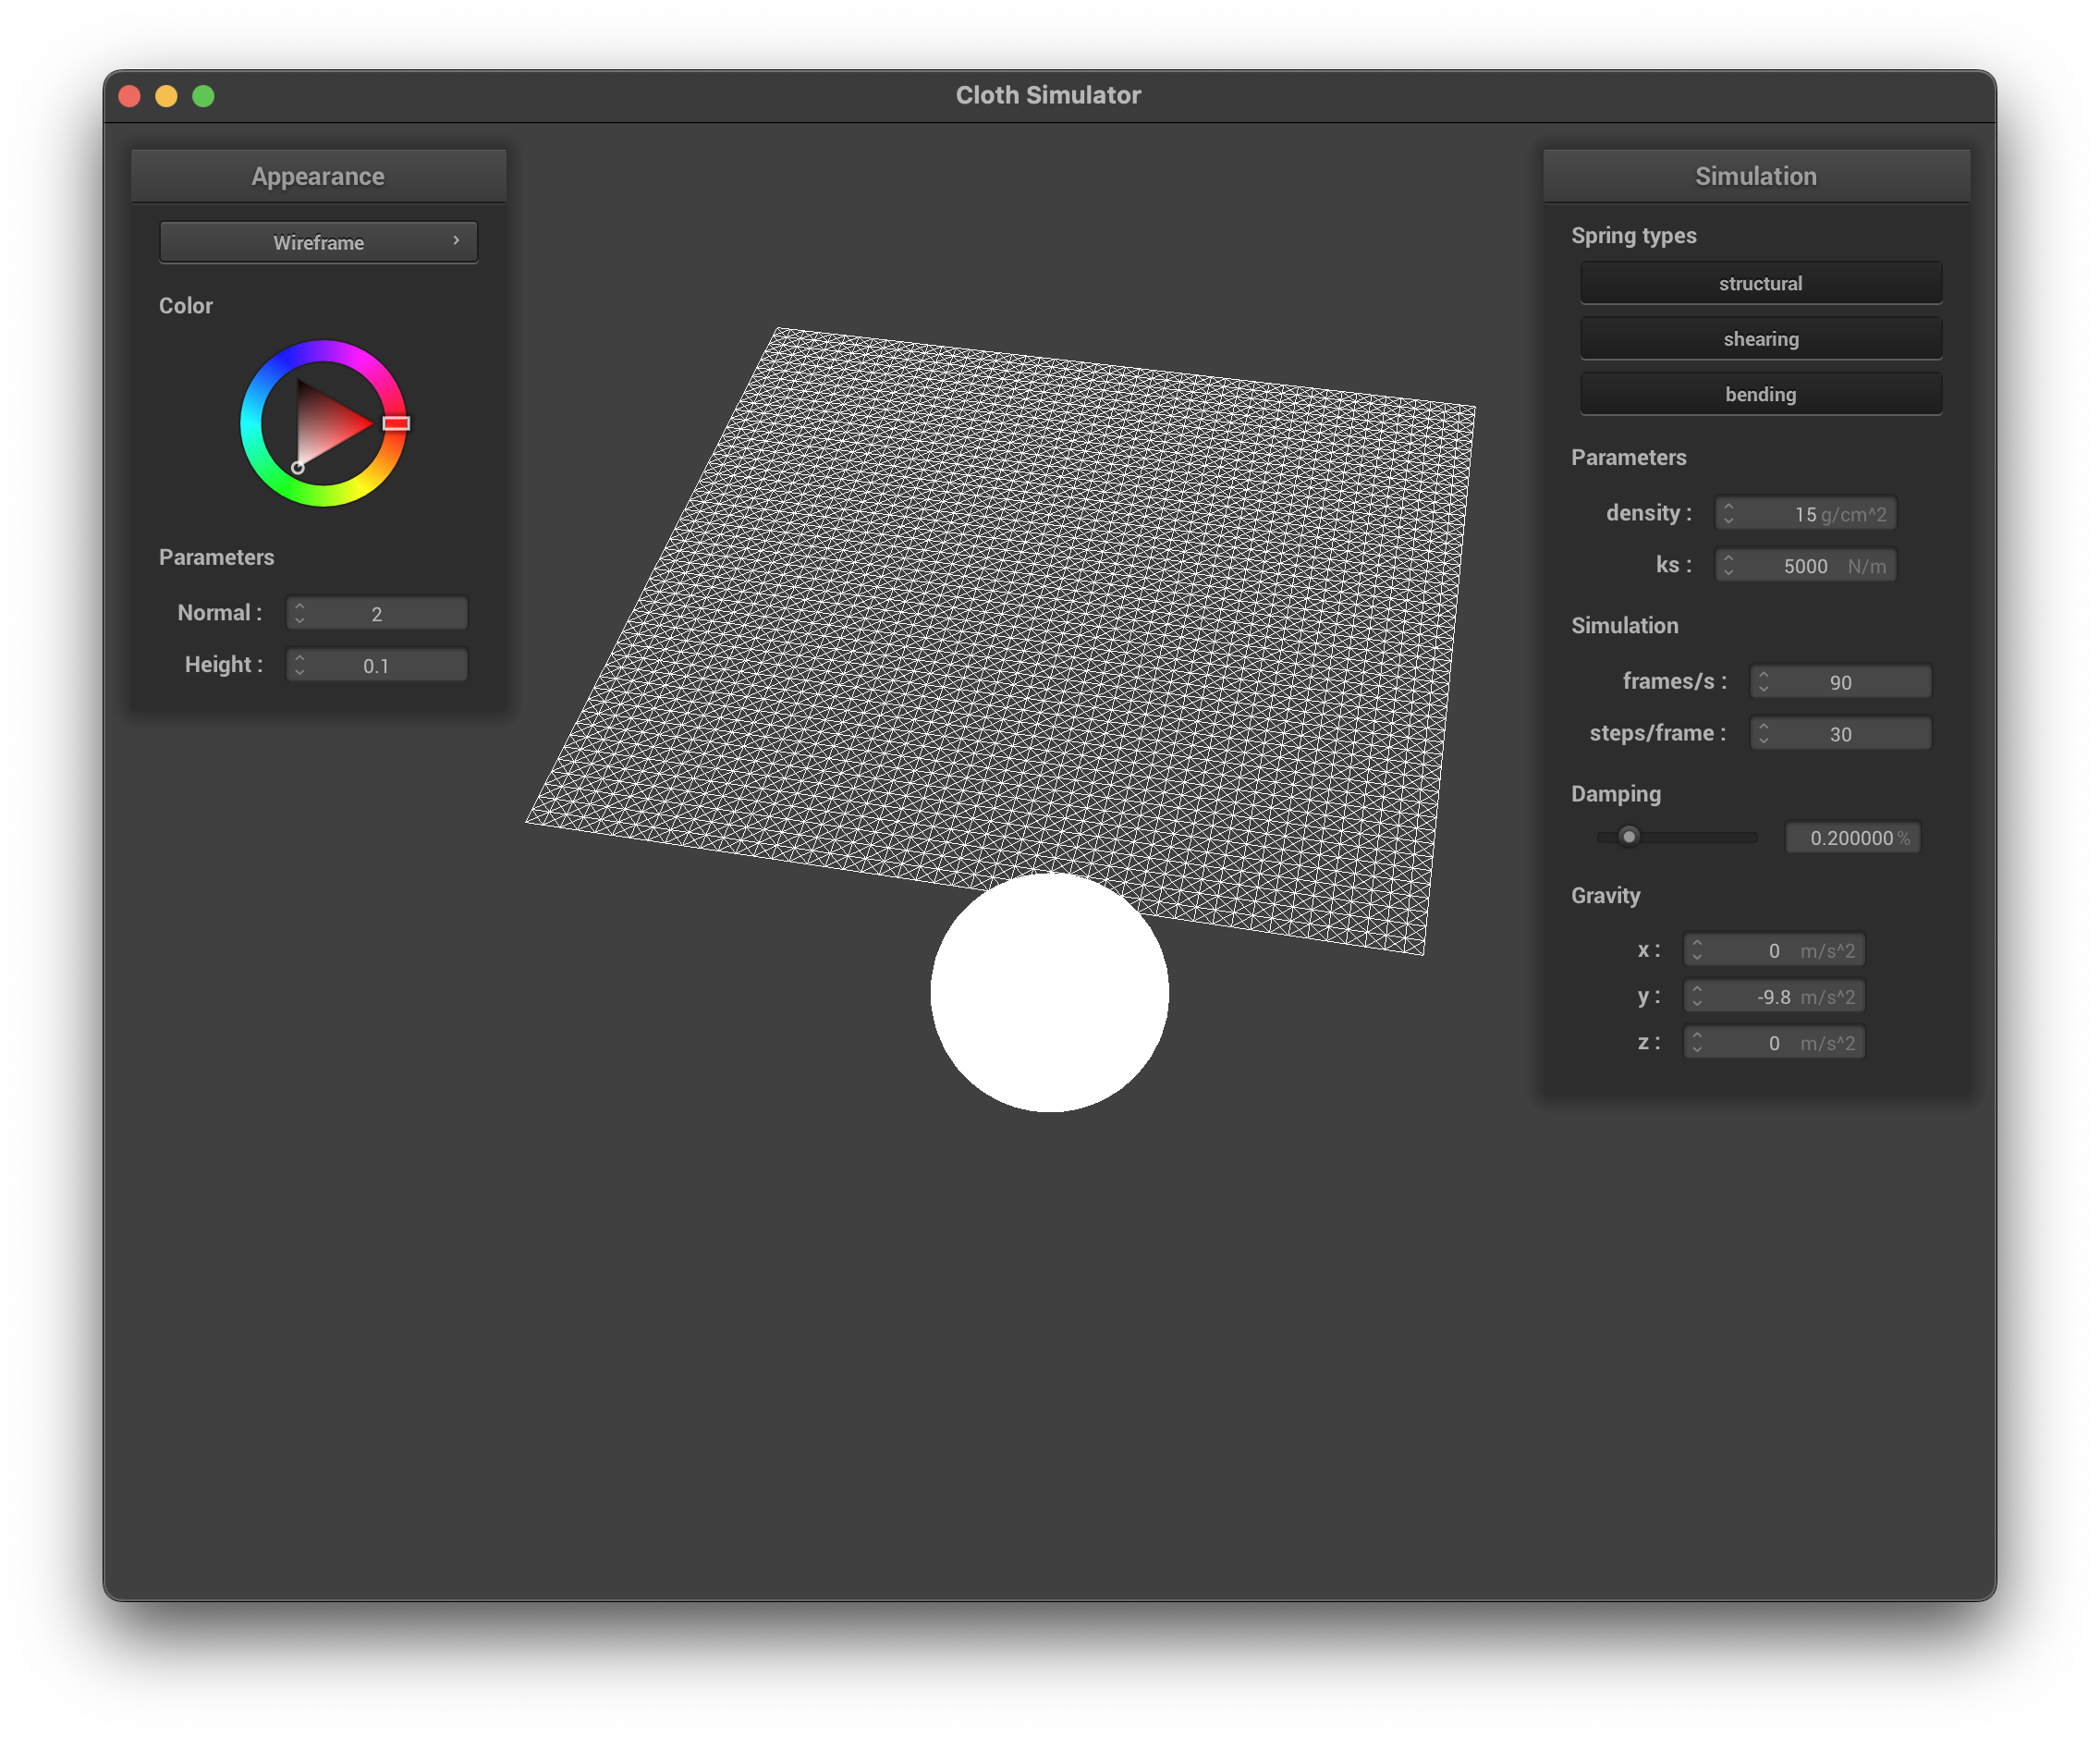 Cloth Simulator
Appearance
Wireframe
Color
Parameters
Normal : 2
Height : 0.1
Simulation
Spring types
structural
shearing
bending
Parameters
density : 15 g/cm^2
ks : 5000 N/m
Simulation
frames/s : 90
steps/frame : 30
Damping
0.200000 %
Gravity
x : 0 m/s^2
y : -9.8 m/s^2
z : 0 m/s^2